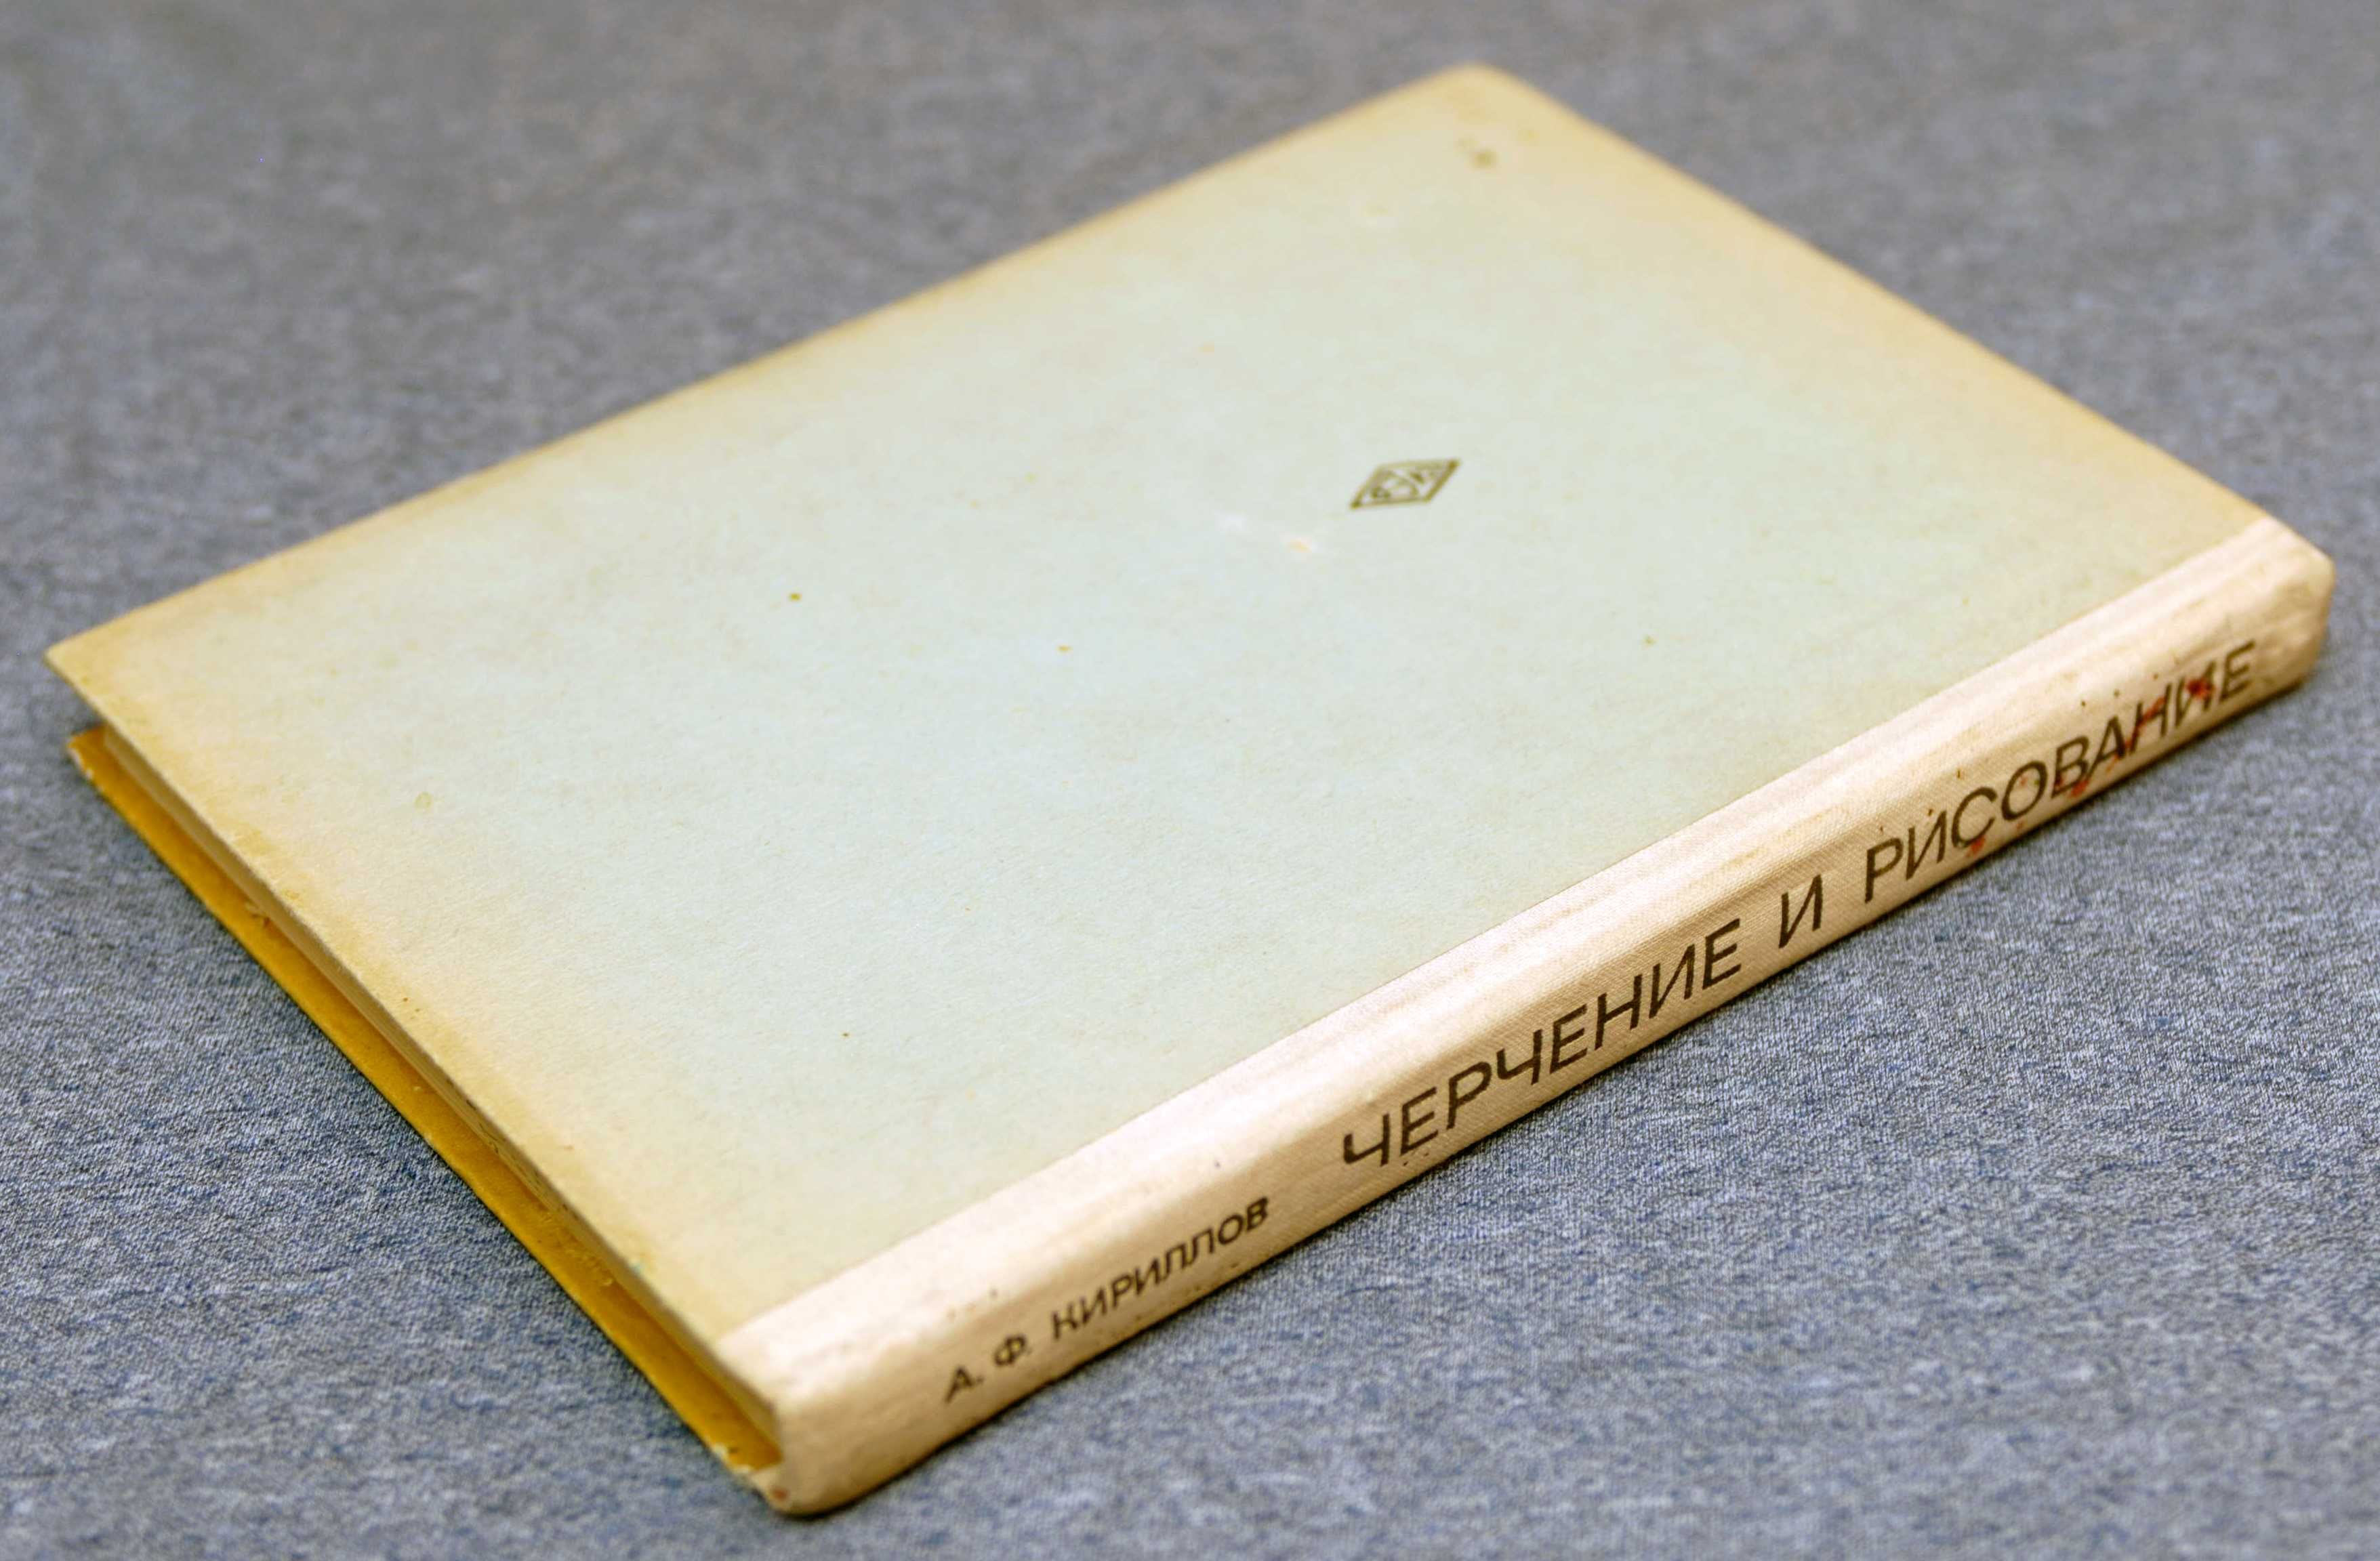 А. Ф. КИРИЛЛОВ ЧЕРЧЕНИЕ И РИСОВАНИЕ